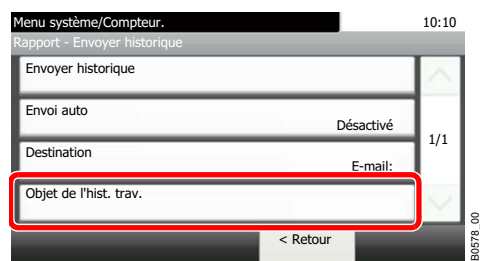 Menu système/Compteur.
10:10
Rapport - Envoyer historique
Envoyer historique
Envoi auto
Désactivé
1/1
Destination
E-mail:
Objet de l'hist. trav.
< Retour
B0578_00